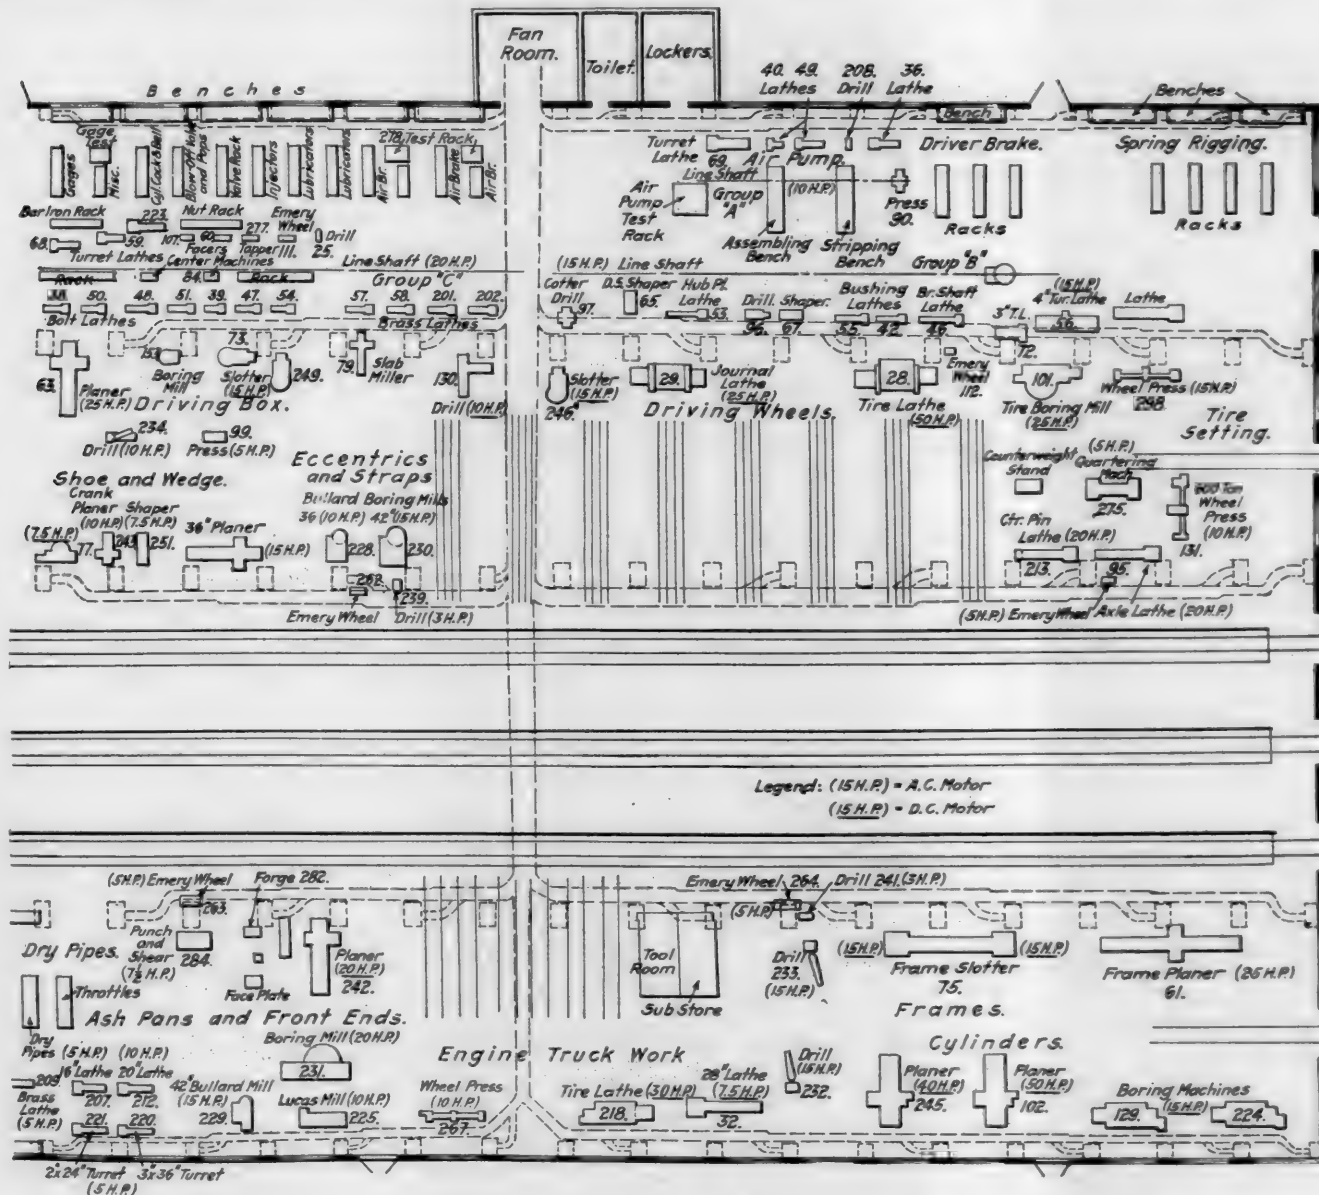 Fan
Room.
Toilet.
Lockers.
Benches
40. 49. 208. 36.
Lathes Drill Lathe
Bench
Benches
Gage
Test
278. Test Rack
Gages
Misc.
Cyl. Cock & Bell
Blow Off Valve
and Pops
Valve Rack
Injectors
Lubricators
Lubricators
Air Br.
Air Brake
Air Br.
Turret
Lathe 69.
Air Pump.
Driver Brake.
Spring Rigging.
Line Shaft
(10 H.P.)
Air
Pump
Test
Rack
Group
"A"
Press
90.
Racks
Racks
Assembling
Bench
Stripping
Bench
Bar Iron Rack
223.
Nut Rack
277.
Emery
Wheel
Drill
25.
68.
59.
107.
60.
Facers
Tapper
111.
Turret Lathes
Center Machines
Line Shaft (20 H.P.)
Rack
84.
Rack
Group "C"
(15 H.P.) Line Shaft
Group "B"
38. 50. 48. 51. 39. 47. 54. 57. 58. 201. 202.
Bolt Lathes
Brass Lathes
Cotter
Drill
97.
D.S. Shaper
65.
Hub Pl.
Lathe
53.
Drill.
96.
Shaper.
67.
Bushing
Lathes
55. 42.
Br. Shaft
Lathe
46.
3" T.L.
72.
(15 H.P.)
4" Tur. Lathe
56.
Lathe
63.
Planer
(25 H.P.)
153.
Boring
Mill
73.
Slotter
(15 H.P.)
249.
79.
Slab
Miller
130.
Drill (10 H.P.)
Driving Box.
Slotter
(15 H.P.)
246.
29.
Journal
Lathe
(25 H.P.)
28.
Tire Lathe
(50 H.P.)
Emery
Wheel
112.
101.
Tire Boring Mill
(25 H.P.)
Wheel Press (15 H.P.)
298.
Driving Wheels.
Tire
Setting.
234.
Drill (10 H.P.)
99.
Press (5 H.P.)
Eccentrics
and Straps
Bullard Boring Mills
36 (10 H.P.) 42" (15 H.P.)
228. 230.
Counterweight
Stand
(5 H.P.)
Quartering
Mach.
275.
600 Ton
Wheel
Press
(10 H.P.)
131.
Shoe and Wedge.
Crank
Planer Shaper
(10 H.P.) (7.5 H.P.)
(7.5 H.P.)
77.
243.
251.
36" Planer
(15 H.P.)
Ctr. Pin
Lathe (20 H.P.)
213.
95.
262.
239.
Emery Wheel
Drill (3 H.P.)
(5 H.P.) Emery Wheel
Axle Lathe (20 H.P.)
Legend: (15 H.P.) = A.C. Motor
(15 H.P.) = D.C. Motor
(5 H.P.) Emery Wheel
263.
Forge 282.
Emery Wheel 264.
(5 H.P.)
Drill 241. (3 H.P.)
Dry Pipes.
Punch
and
Shear
(7½ H.P.)
284.
Planer
(20 H.P.)
242.
Face Plate
Throttles
Tool
Room
Sub Store
Drill
233.
(15 H.P.)
(15 H.P.)
(15 H.P.)
Frame Slotter
75.
Frame Planer (25 H.P.)
61.
Frames.
Ash Pans and Front Ends.
Dry
Pipes
(5 H.P.) (10 H.P.)
16" Lathe 20" Lathe
207. 212.
Boring Mill (20 H.P.)
231.
Engine Truck Work
Cylinders.
209.
Brass
Lathe
(5 H.P.)
221. 220.
42" Bullard Mill
(15 H.P.)
229.
Lucas Mill (10 H.P.)
225.
Wheel Press
(10 H.P.)
267.
Tire Lathe (30 H.P.)
218.
28" Lathe
(7.5 H.P.)
32.
Drill
(15 H.P.)
232.
Planer
(40 H.P.)
245.
Planer
(50 H.P.)
102.
Boring Machines
(15 H.P.)
129. 224.
2"x24" Turret 3x36" Turret
(5 H.P.)